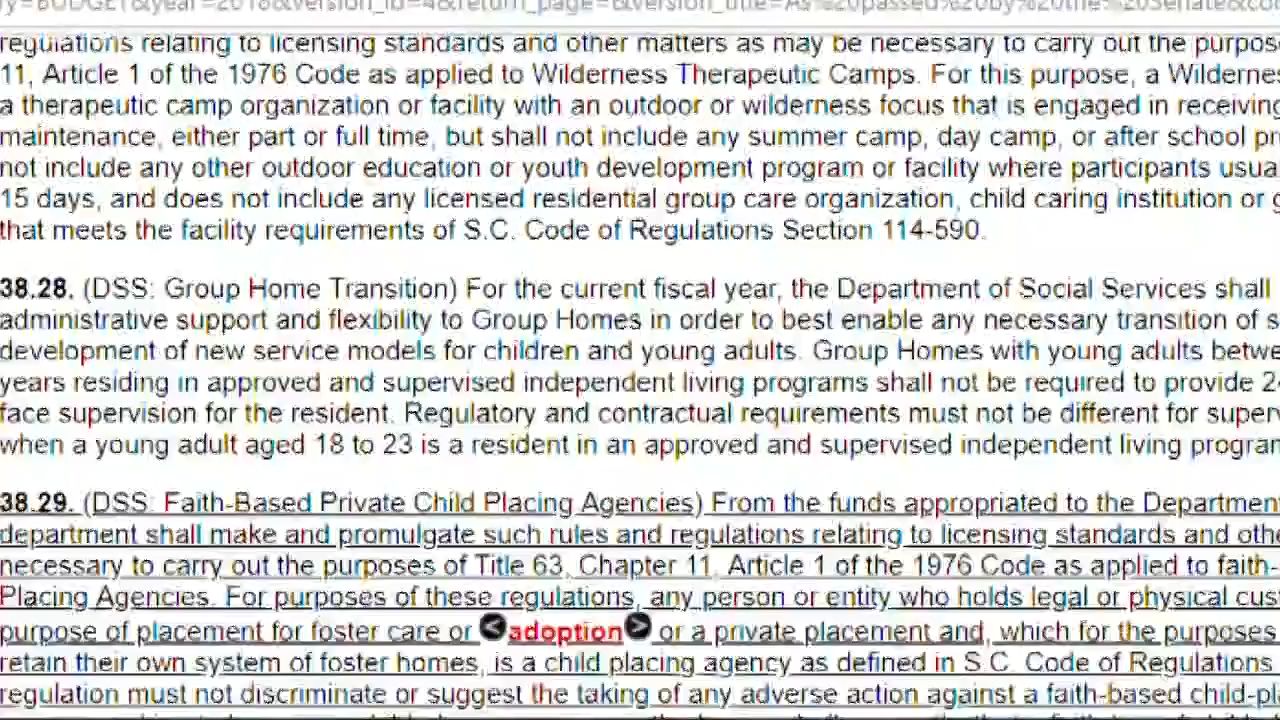 y=BUDGET&year=2018&version_id=4&return_page=&version_title=As%20passed%20by%20the%20Senate&co
regulations relating to licensing standards and other matters as may be necessary to carry out the purpos
11, Article 1 of the 1976 Code as applied to Wilderness Therapeutic Camps. For this purpose, a Wildernes
a therapeutic camp organization or facility with an outdoor or wilderness focus that is engaged in receiving
maintenance, either part or full time, but shall not include any summer camp, day camp, or after school pr
not include any other outdoor education or youth development program or facility where participants usua
15 days, and does not include any licensed residential group care organization, child caring institution or g
that meets the facility requirements of S.C. Code of Regulations Section 114-590.
38.28. (DSS: Group Home Transition) For the current fiscal year, the Department of Social Services shall
administrative support and flexibility to Group Homes in order to best enable any necessary transition of s
development of new service models for children and young adults. Group Homes with young adults betwe
years residing in approved and supervised independent living programs shall not be required to provide 2
face supervision for the resident. Regulatory and contractual requirements must not be different for super
when a young adult aged 18 to 23 is a resident in an approved and supervised independent living program
38.29. (DSS: Faith-Based Private Child Placing Agencies) From the funds appropriated to the Departmen
department shall make and promulgate such rules and regulations relating to licensing standards and othe
necessary to carry out the purposes of Title 63, Chapter 11, Article 1 of the 1976 Code as applied to faith-
Placing Agencies. For purposes of these regulations, any person or entity who holds legal or physical cus
purpose of placement for foster care or < adoption > or a private placement and, which for the purposes
retain their own system of foster homes, is a child placing agency as defined in S.C. Code of Regulations
regulation must not discriminate or suggest the taking of any adverse action against a faith-based child-pl